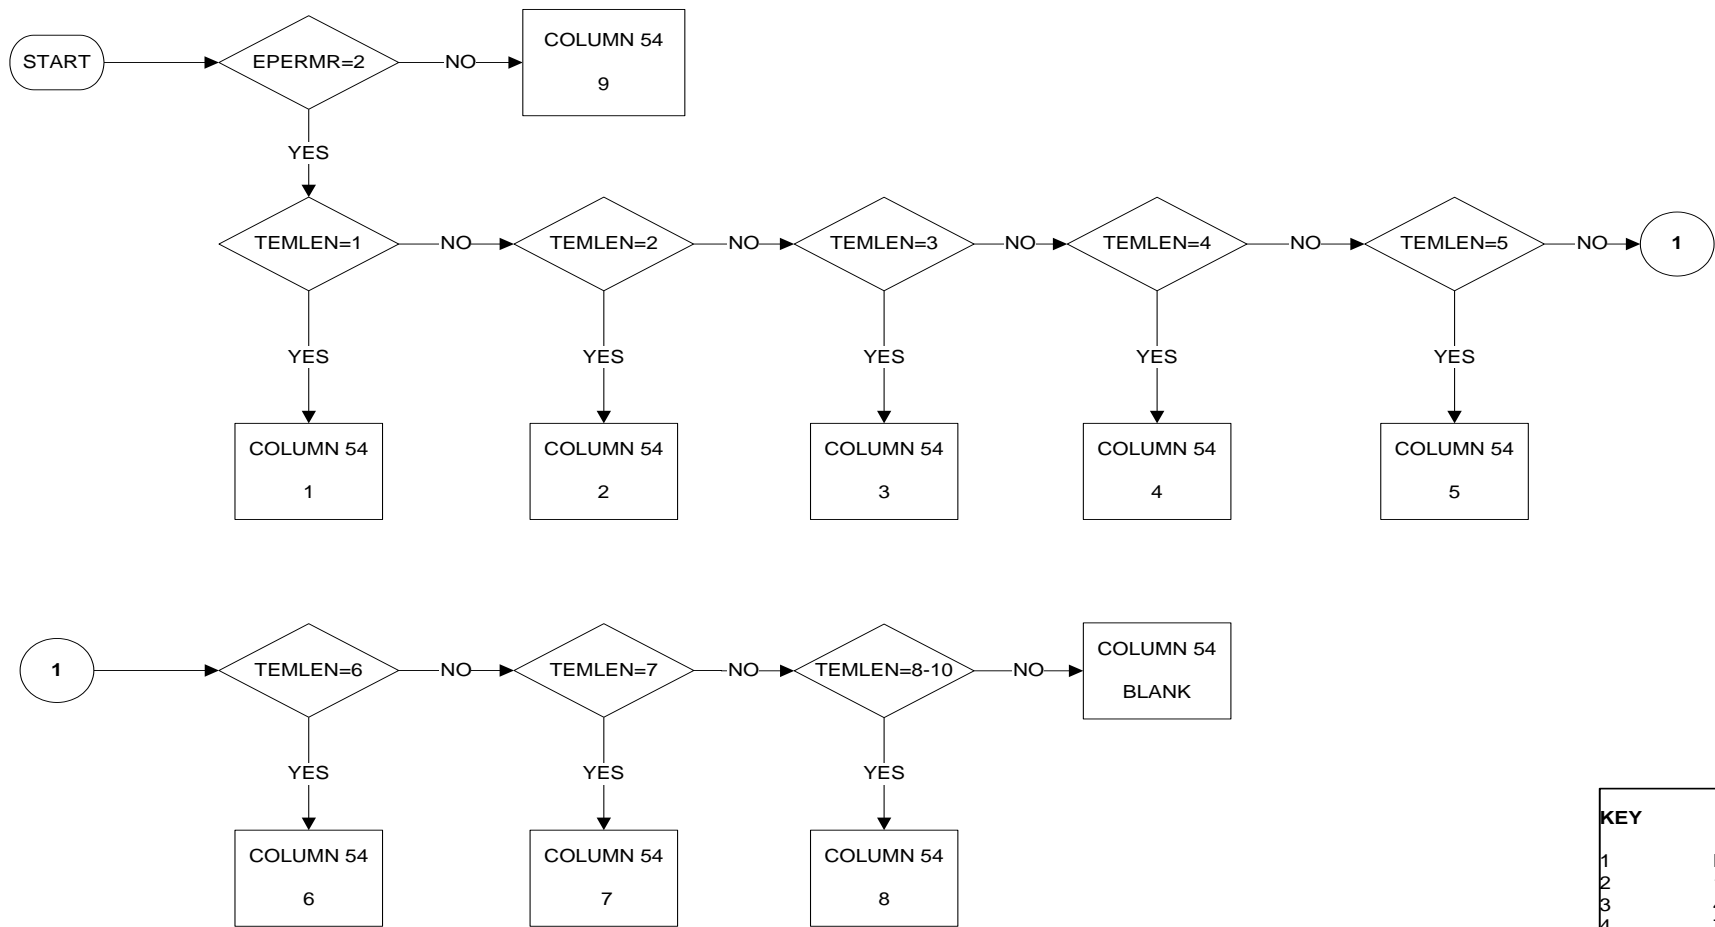 START
EPERMR=2
NO
COLUMN 54
9
YES
TEMLEN=1
NO
TEMLEN=2
NO
TEMLEN=3
NO
TEMLEN=4
NO
TEMLEN=5
NO
1
YES
YES
YES
YES
YES
COLUMN 54
1
COLUMN 54
2
COLUMN 54
3
COLUMN 54
4
COLUMN 54
5
1
TEMLEN=6
NO
TEMLEN=7
NO
TEMLEN=8-10
NO
COLUMN 54
BLANK
YES
YES
YES
COLUMN 54
6
COLUMN 54
7
COLUMN 54
8
KEY
1
2
3
4